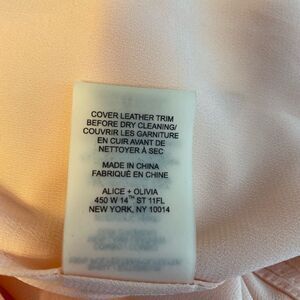 COVER LEATHER TRIM
BEFORE DRY CLEANING/
COUVRIR LES GARNITURE
EN CUIR AVANT DE
NETTOYER À SEC
MADE IN CHINA
FABRIQUÉ EN CHINE
ALICE + OLIVIA
450 W 14TH ST 11FL
NEW YORK, NY 10014